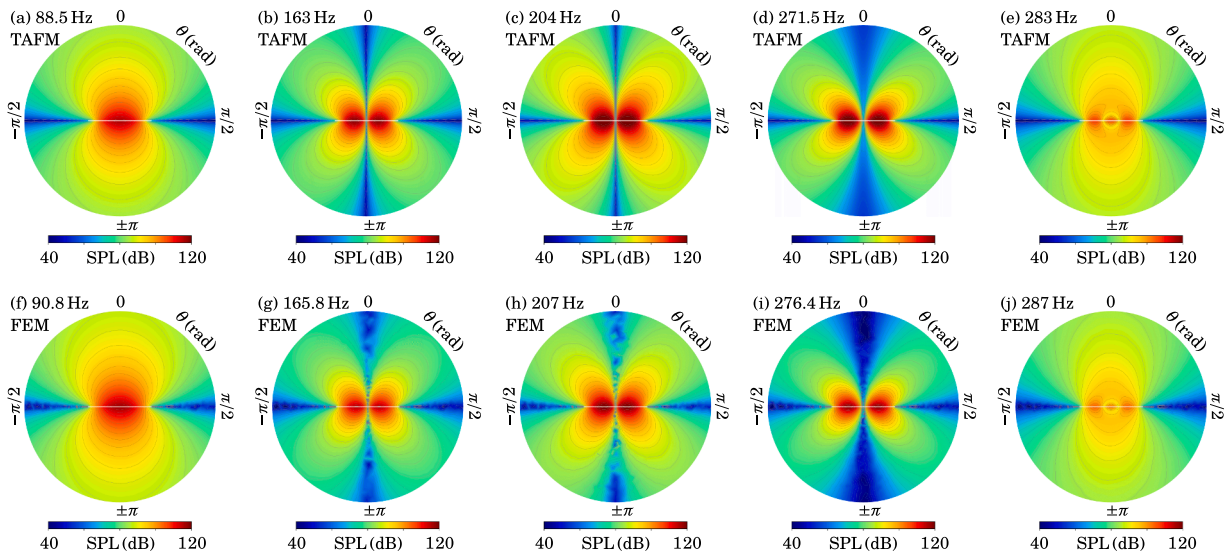 (a) 88.5 Hz 0
TAFM
θ (rad)
−π/2
π/2
±π
40 SPL (dB) 120
(b) 163 Hz 0
TAFM
θ (rad)
−π/2
π/2
±π
40 SPL (dB) 120
(c) 204 Hz 0
TAFM
θ (rad)
−π/2
π/2
±π
40 SPL (dB) 120
(d) 271.5 Hz 0
TAFM
θ (rad)
−π/2
π/2
±π
40 SPL (dB) 120
(e) 283 Hz 0
TAFM
θ (rad)
−π/2
π/2
±π
40 SPL (dB) 120
(f) 90.8 Hz 0
FEM
θ (rad)
−π/2
π/2
±π
40 SPL (dB) 120
(g) 165.8 Hz 0
FEM
θ (rad)
−π/2
π/2
±π
40 SPL (dB) 120
(h) 207 Hz 0
FEM
θ (rad)
−π/2
π/2
±π
40 SPL (dB) 120
(i) 276.4 Hz 0
FEM
θ (rad)
−π/2
π/2
±π
40 SPL (dB) 120
(j) 287 Hz 0
FEM
θ (rad)
−π/2
π/2
±π
40 SPL (dB) 120